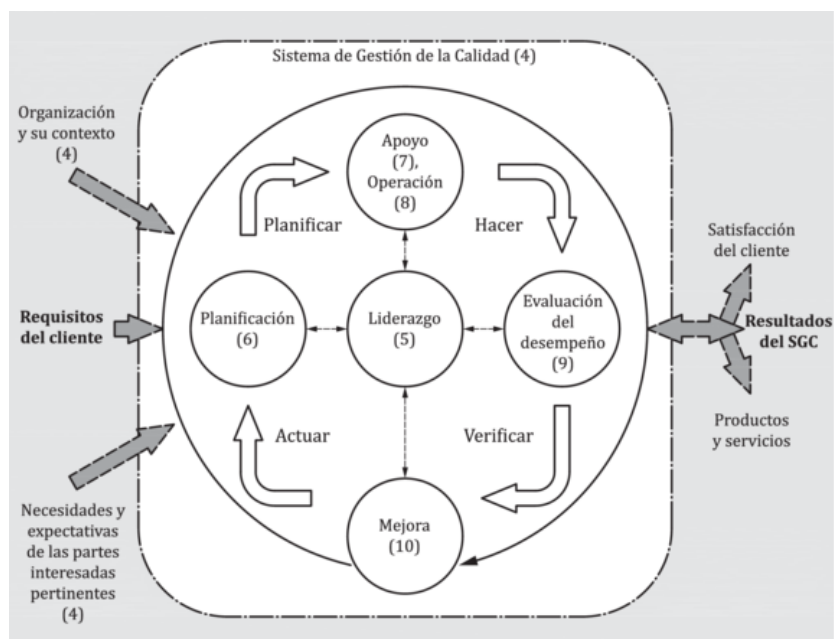 Sistema de Gestión de la Calidad (4)
Organización
y su contexto
(4)
Requisitos
del cliente
Necesidades y
expectativas
de las partes
interesadas
pertinentes
(4)
Apoyo
(7),
Operación
(8)
Planificar
Hacer
Planificación
(6)
Liderazgo
(5)
Evaluación
del
desempeño
(9)
Actuar
Verificar
Mejora
(10)
Satisfacción
del cliente
Resultados
del SGC
Productos
y servicios